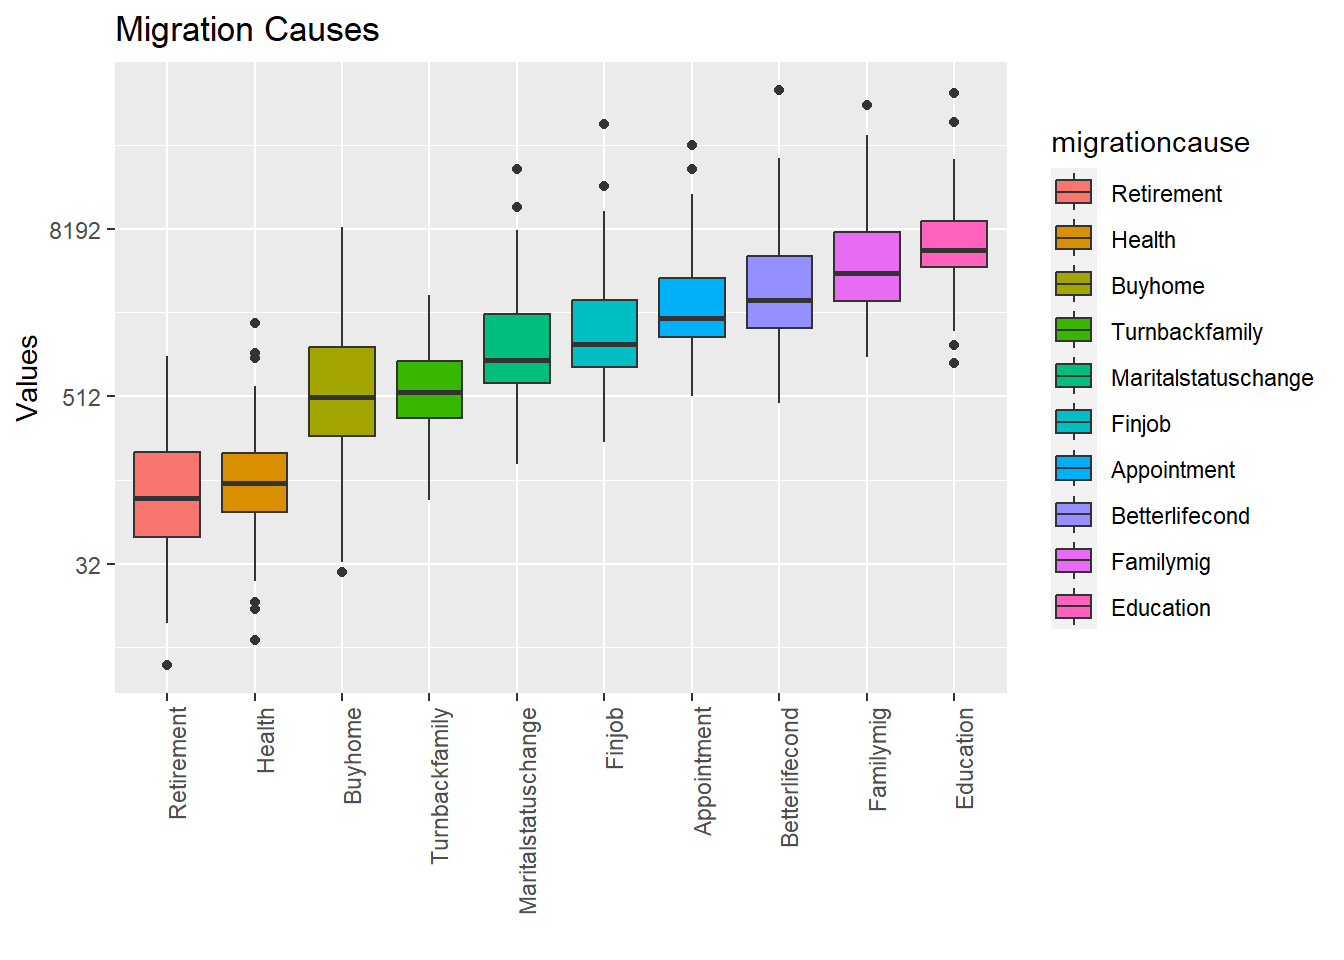 Migration Causes
Values
8192
512
32
Retirement
Health
Buyhome
Turnbackfamily
Maritalstatuschange
Finjob
Appointment
Betterlifecond
Familymig
Education
migrationcause
Retirement
Health
Buyhome
Turnbackfamily
Maritalstatuschange
Finjob
Appointment
Betterlifecond
Familymig
Education